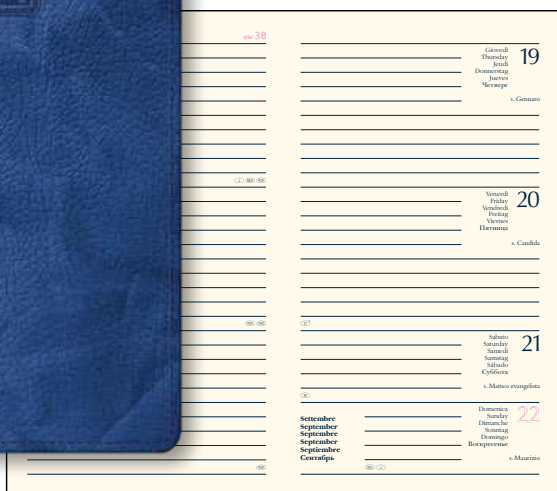 kw 38
Giovedì
Thursday
Jeudi
Donnerstag
Jueves
Четверг
19
s. Gennaro
Venerdì
Friday
Vendredi
Freitag
Viernes
Пятница
20
s. Candida
Sabato
Saturday
Samedi
Samstag
Sábado
Суббота
21
s. Matteo evangelista
Settembre
September
Septembre
September
Septiembre
Сентябрь
Domenica
Sunday
Dimanche
Sonntag
Domingo
Воскресенье
22
s. Maurizio